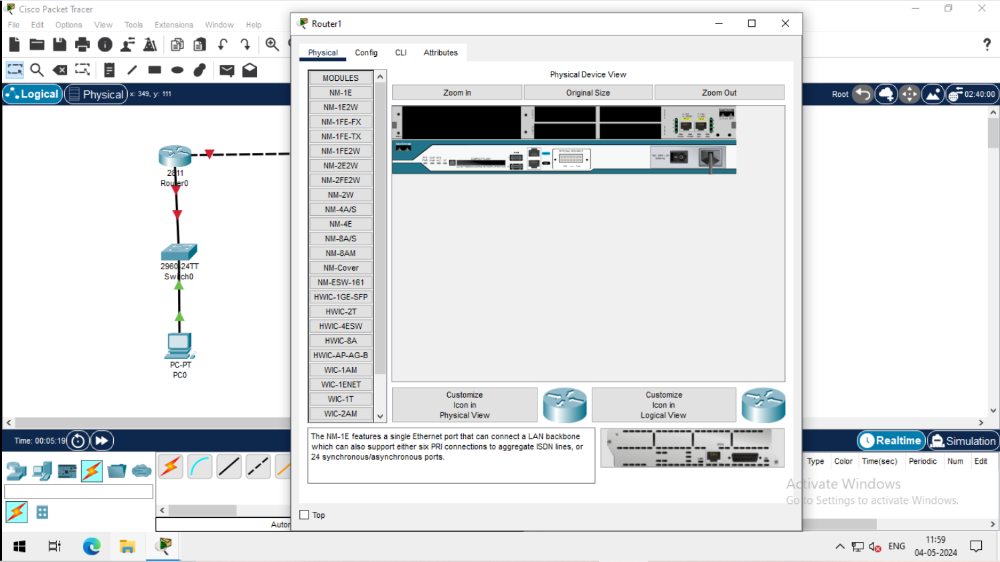 Cisco Packet Tracer
File Edit Options View Tools Extensions Window Help
Logical Physical x: 349, y: 111
Root 02:40:00
2811
Router0
2960-24TT
Switch0
PC-PT
PC0
Router1
Physical Config CLI Attributes
MODULES
NM-1E
NM-1E2W
NM-1FE-FX
NM-1FE-TX
NM-1FE2W
NM-2E2W
NM-2FE2W
NM-2W
NM-4A/S
NM-4E
NM-8A/S
NM-8AM
NM-Cover
NM-ESW-161
HWIC-1GE-SFP
HWIC-2T
HWIC-4ESW
HWIC-8A
HWIC-AP-AG-B
WIC-1AM
WIC-1ENET
WIC-1T
WIC-2AM
Physical Device View
Zoom In Original Size Zoom Out
Customize
Icon in
Physical View
Customize
Icon in
Logical View
The NM-1E features a single Ethernet port that can connect a LAN backbone
which can also support either six PRI connections to aggregate ISDN lines, or
24 synchronous/asynchronous ports.
Top
Time: 00:05:19
Realtime Simulation
Type Color Time(sec) Periodic Num Edit
Activate Windows
Go to Settings to activate Windows.
Autor
ENG
11:59
04-05-2024